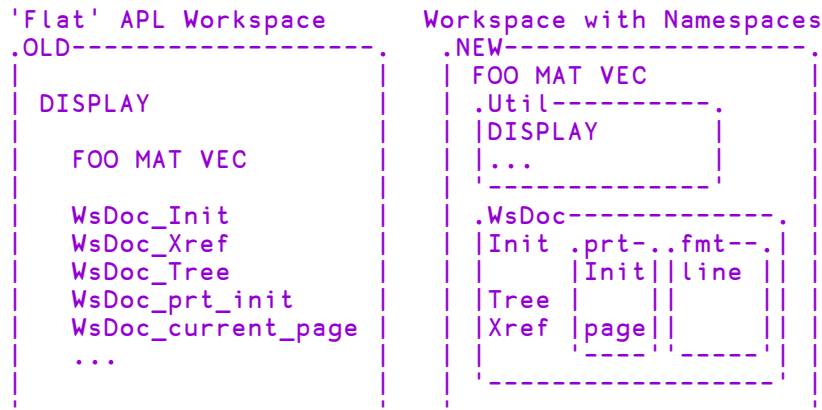 'Flat' APL Workspace      Workspace with Namespaces
.OLD-------------------.   .NEW-------------------.
|                      |   | FOO MAT VEC          |
| DISPLAY              |   | .Util----------.     |
|                      |   | |DISPLAY       |     |
|   FOO MAT VEC        |   | |...           |     |
|                      |   | '--------------'     |
|   WsDoc_Init         |   | .WsDoc-------------. |
|   WsDoc_Xref         |   | |Init .prt-..fmt--.| |
|   WsDoc_Tree         |   | |     |Init||line || |
|   WsDoc_prt_init     |   | |Tree |    ||     || |
|   WsDoc_current_page |   | |Xref |page||     || |
|   ...                |   | |     '----''-----'| |
|                      |   | '------------------' |
'                      '   '                      '